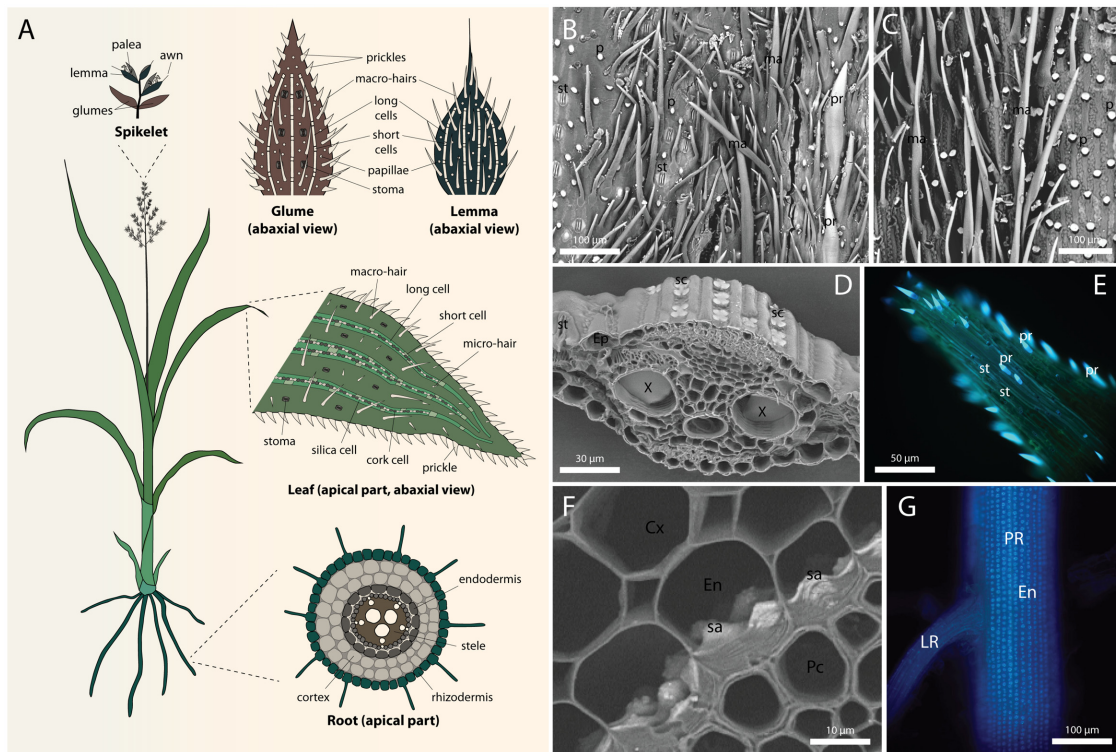 A
palea
awn
lemma
glumes
Spikelet
prickles
macro-hairs
long
cells
short
cells
papillae
stoma
Glume
(abaxial view)
Lemma
(abaxial view)
macro-hair
long cell
short cell
micro-hair
stoma
silica cell
cork cell
prickle
Leaf (apical part, abaxial view)
endodermis
stele
cortex
rhizodermis
Root (apical part)
B
p
ma
st
p
pr
ma
st
pr
100 µm
C
ma
ma
p
p
100 µm
D
sc
sc
st
Ep
X
X
30 µm
E
pr
pr
pr
st
st
50 µm
F
Cx
En
sa
sa
Pc
10 µm
G
PR
En
LR
100 µm